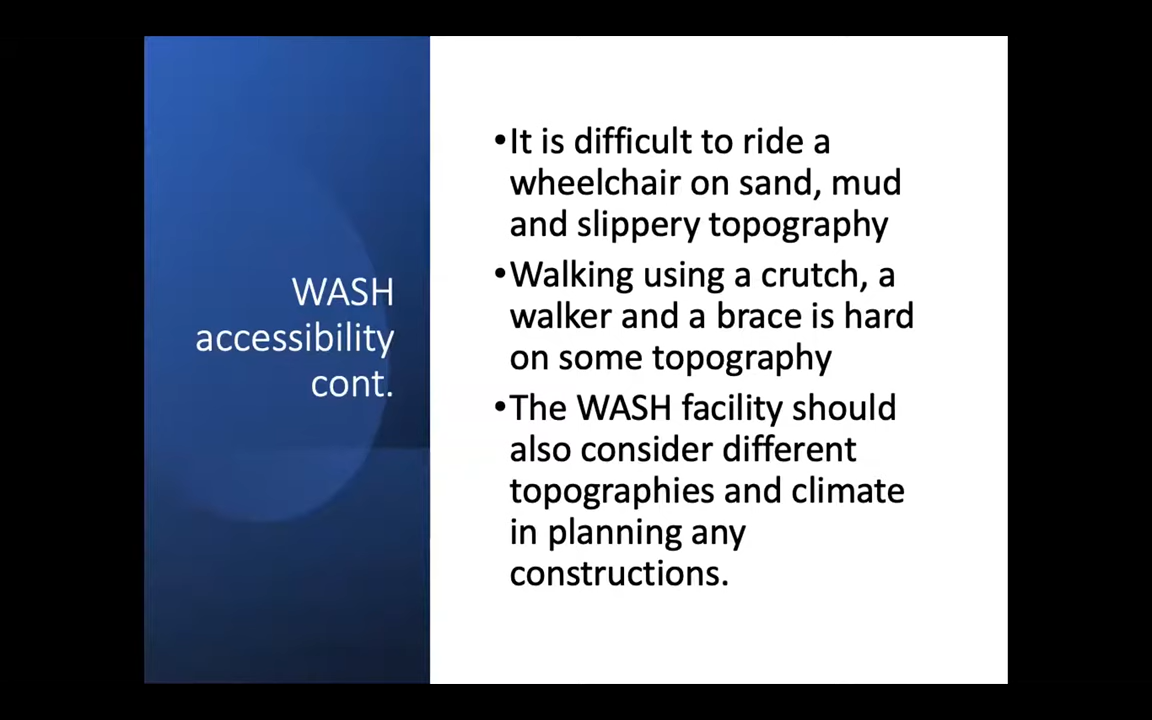 WASH
accessibility
cont.
•It is difficult to ride a
wheelchair on sand, mud
and slippery topography
•Walking using a crutch, a
walker and a brace is hard
on some topography
•The WASH facility should
also consider different
topographies and climate
in planning any
constructions.